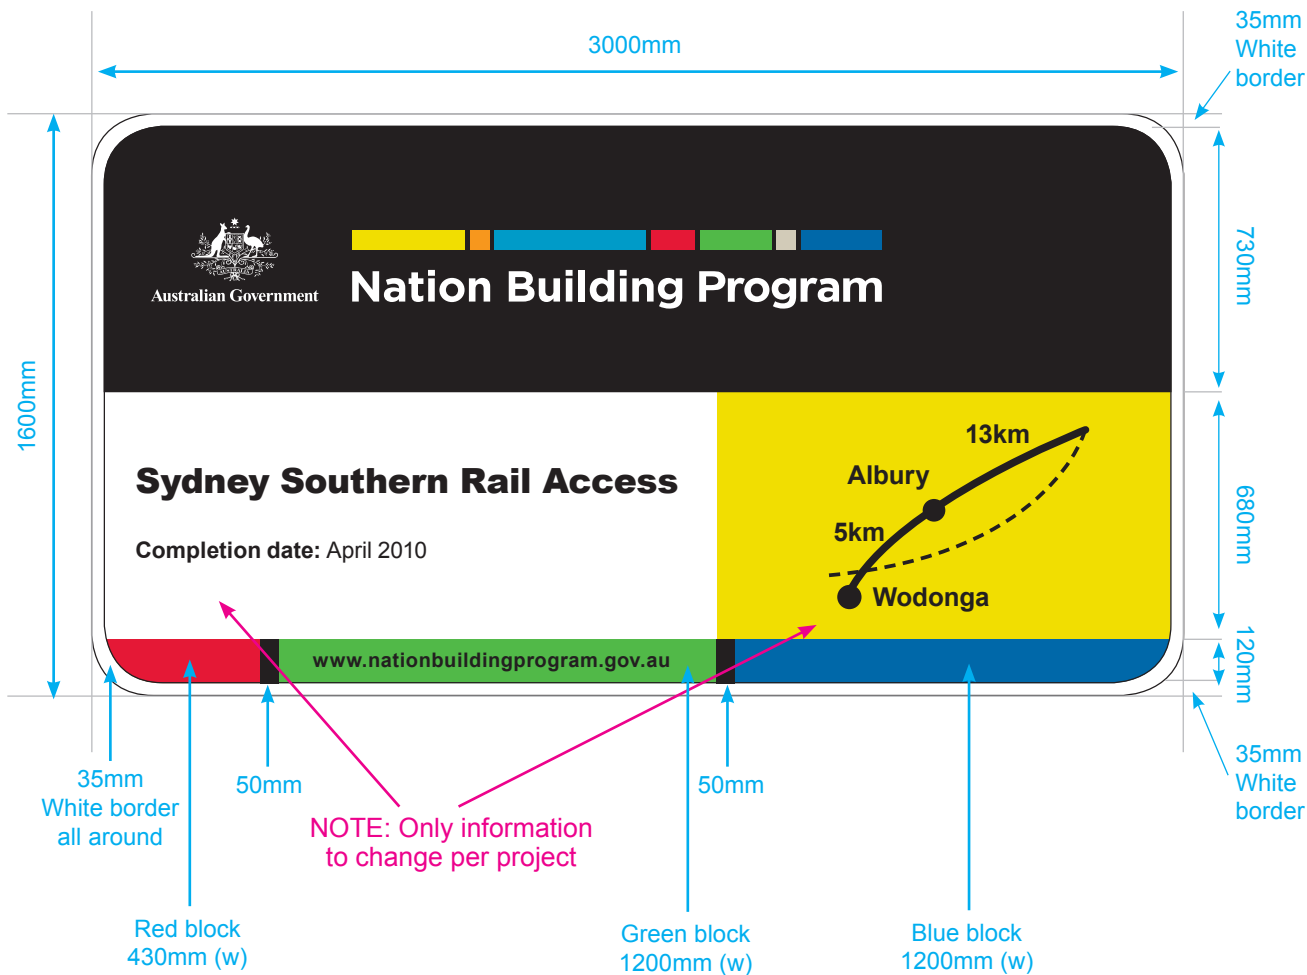 3000mm
35mm
White
border
1600mm
730mm
Australian Government
Nation Building Program
Sydney Southern Rail Access
Completion date: April 2010
13km
Albury
5km
Wodonga
680mm
www.nationbuildingprogram.gov.au
120mm
35mm
White border
all around
50mm
50mm
35mm
White
border
NOTE: Only information
to change per project
Red block
430mm (w)
Green block
1200mm (w)
Blue block
1200mm (w)